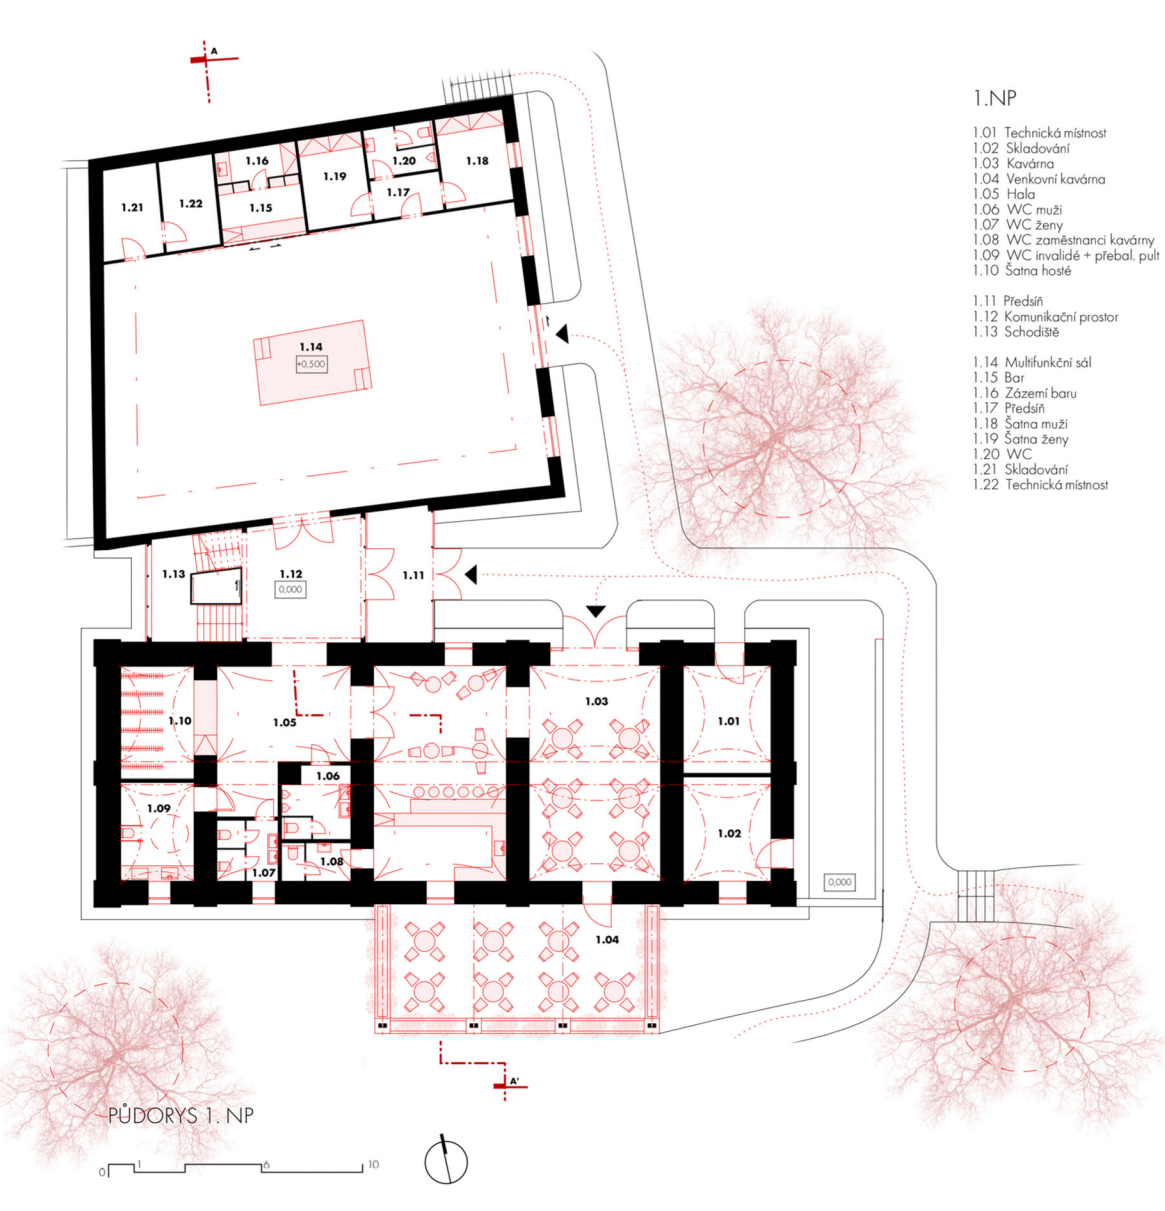 A
1.NP
1.01 Technická místnost
1.02 Skladování
1.03 Kavárna
1.04 Venkovní kavárna
1.05 Hala
1.06 WC muži
1.07 WC ženy
1.08 WC zaměstnanci kavárny
1.09 WC invalidé + přebal. pult
1.10 Šatna hosté
1.11 Předsíň
1.12 Komunikační prostor
1.13 Schodiště
1.14 Multifunkční sál
1.15 Bar
1.16 Zázemí baru
1.17 Předsíň
1.18 Šatna muži
1.19 Šatna ženy
1.20 WC
1.21 Skladování
1.22 Technická místnost
1.16
1.20
1.18
1.19
1.17
1.21
1.22
1.15
1.14
+0,500
1.13
1.12
1.11
0,000
1.10
1.05
1.03
1.01
1.06
1.09
1.02
1.08
1.07
0,000
1.04
A'
PŮDORYS 1. NP
0 1 6 10